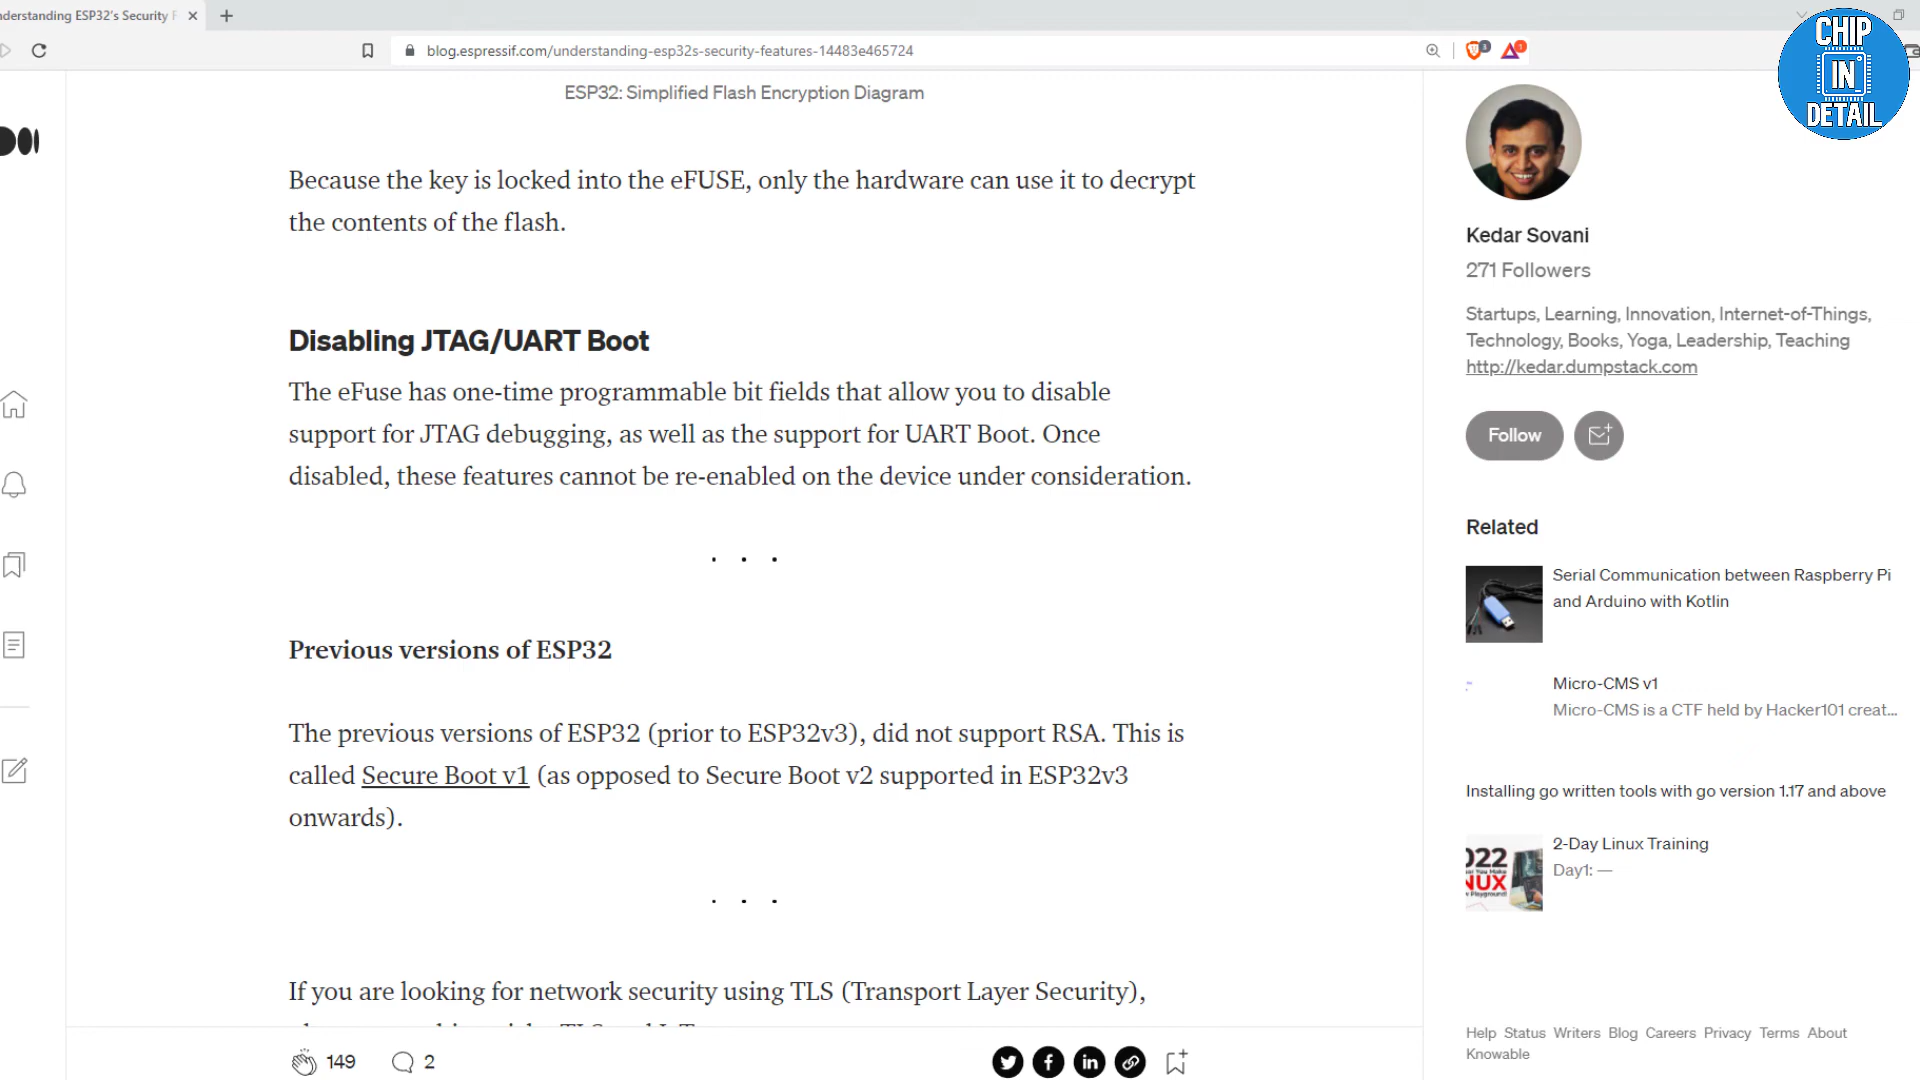 nderstanding ESP32's Security F
blog.espressif.com/understanding-esp32s-security-features-14483e465724
3
1
CHIP
IN
DETAIL
ESP32: Simplified Flash Encryption Diagram
Because the key is locked into the eFUSE, only the hardware can use it to decrypt
the contents of the flash.
Disabling JTAG/UART Boot
The eFuse has one-time programmable bit fields that allow you to disable
support for JTAG debugging, as well as the support for UART Boot. Once
disabled, these features cannot be re-enabled on the device under consideration.
. . .
Previous versions of ESP32
The previous versions of ESP32 (prior to ESP32v3), did not support RSA. This is
called Secure Boot v1 (as opposed to Secure Boot v2 supported in ESP32v3
onwards).
. . .
If you are looking for network security using TLS (Transport Layer Security),
149
2
Kedar Sovani
271 Followers
Startups, Learning, Innovation, Internet-of-Things,
Technology, Books, Yoga, Leadership, Teaching
http://kedar.dumpstack.com
Follow
Related
Serial Communication between Raspberry Pi
and Arduino with Kotlin
Micro-CMS v1
Micro-CMS is a CTF held by Hacker101 creat...
Installing go written tools with go version 1.17 and above
2-Day Linux Training
Day1: —
Help Status Writers Blog Careers Privacy Terms About
Knowable